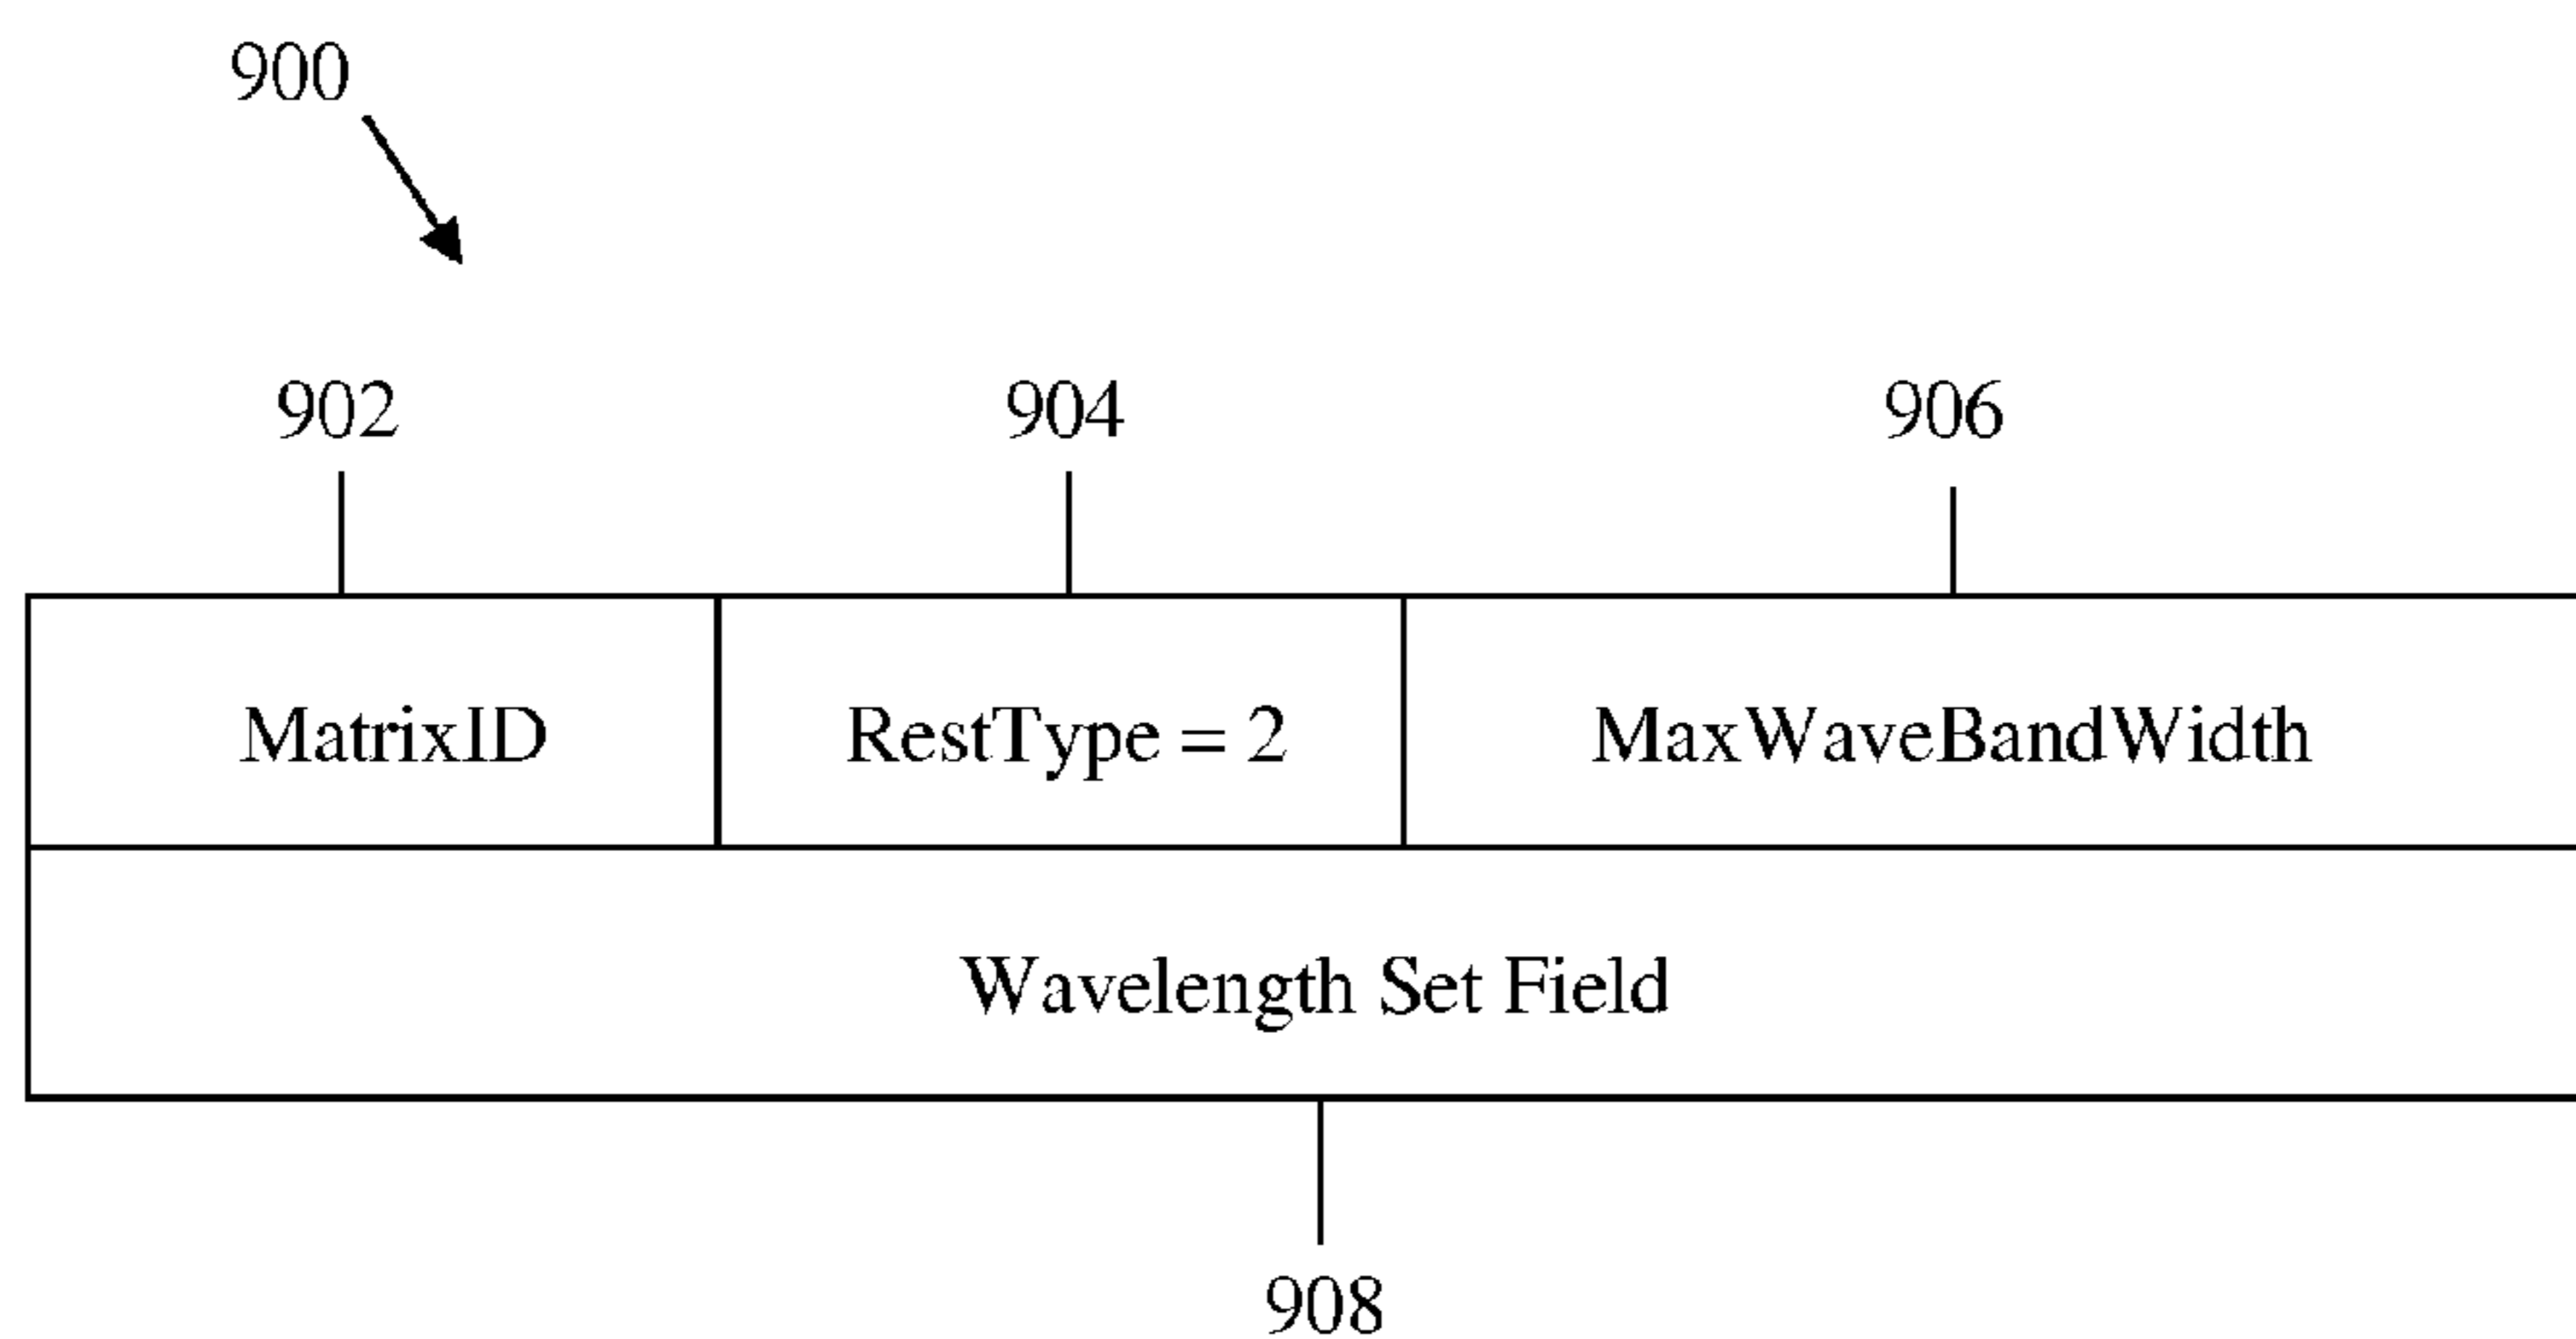 900
902 904 906
MatrixID RestType = 2 MaxWaveBandWidth
Wavelength Set Field
908